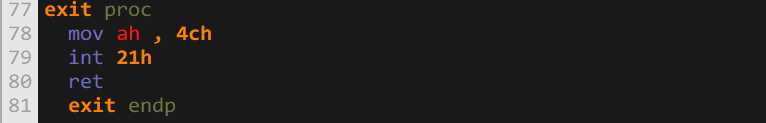 77 exit proc
78 mov ah , 4ch
79 int 21h
80 ret
81 exit endp